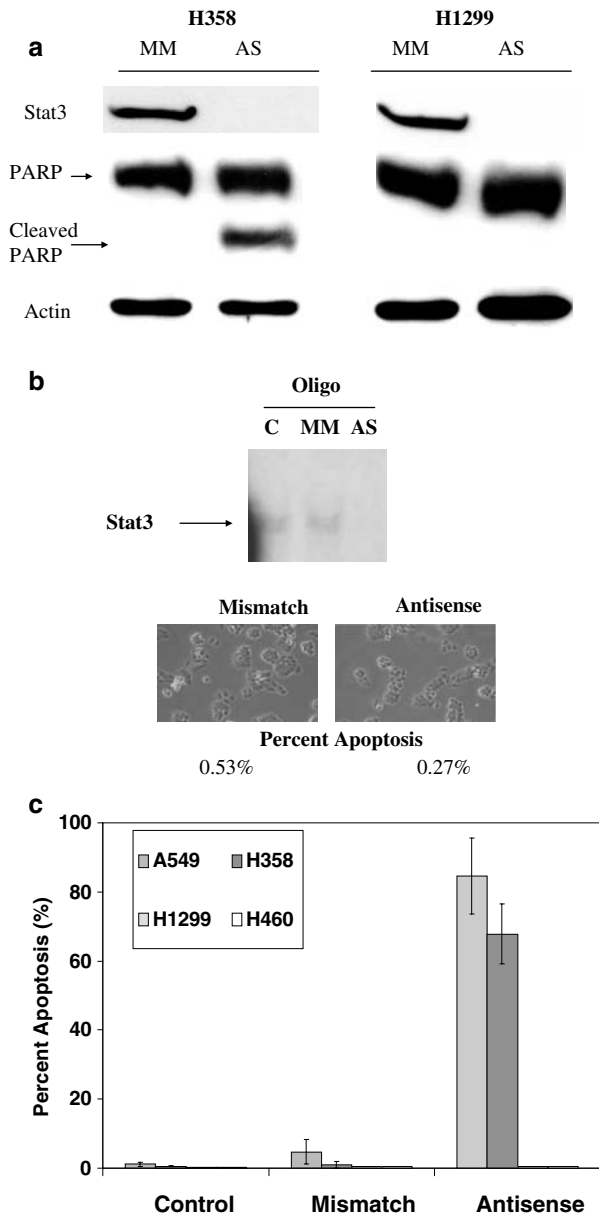 H358 H1299
a MM AS MM AS
Stat3
PARP
Cleaved
PARP
Actin
b
Oligo
C MM AS
Stat3
Mismatch Antisense
Percent Apoptosis
0.53% 0.27%
c
100
80
60
40
20
0
Percent Apoptosis (%)
A549 H358
H1299 H460
Control Mismatch Antisense